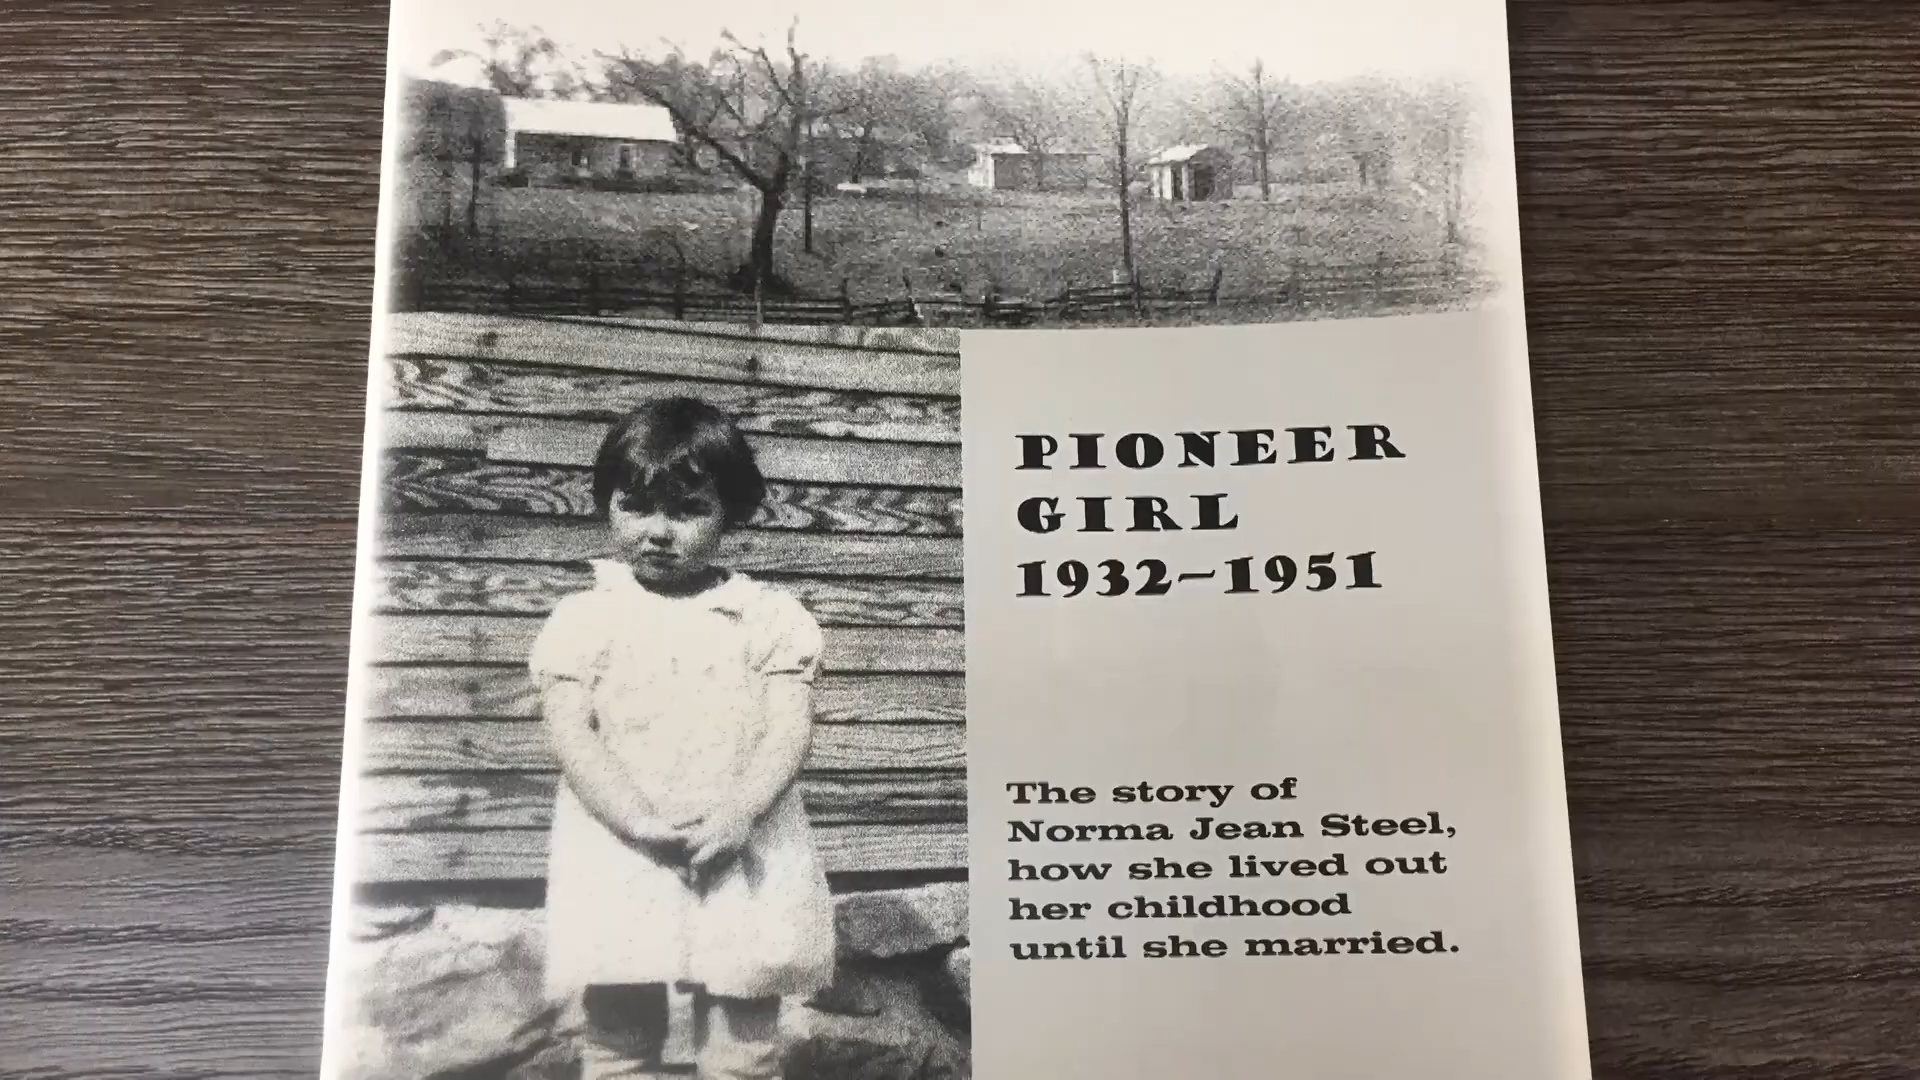 PIONEER
GIRL
1932–1951
The story of
Norma Jean Steel,
how she lived out
her childhood
until she married.